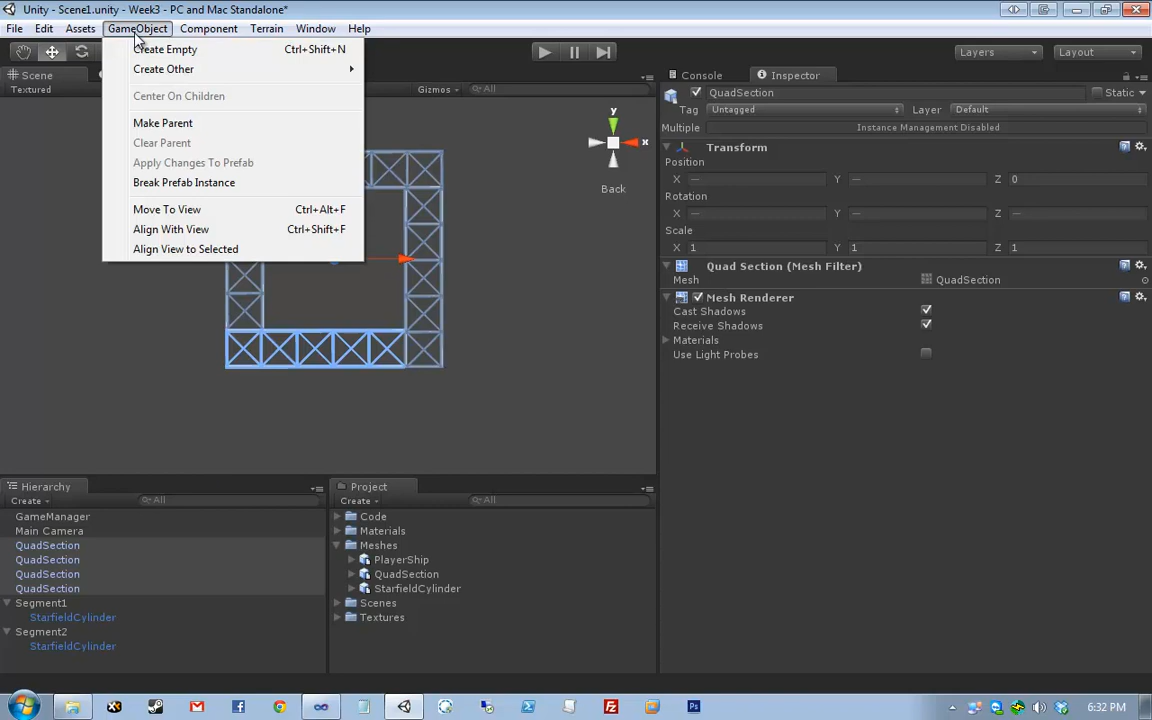 Unity - Scene1.unity - Week3 - PC and Mac Standalone*
File Edit Assets GameObject Component Terrain Window Help
Layers Layout
Create Empty Ctrl+Shift+N
Create Other
Center On Children
Make Parent
Clear Parent
Apply Changes To Prefab
Break Prefab Instance
Move To View Ctrl+Alt+F
Align With View Ctrl+Shift+F
Align View to Selected
Scene
Textured Gizmos All
y
x
Back
Console Inspector
QuadSection Static
Tag Untagged Layer Default
Multiple Instance Management Disabled
Transform
Position
X — Y — Z 0
Rotation
X — Y — Z —
Scale
X 1 Y 1 Z 1
Quad Section (Mesh Filter)
Mesh QuadSection
Mesh Renderer
Cast Shadows
Receive Shadows
Materials
Use Light Probes
Hierarchy
Create All
GameManager
Main Camera
QuadSection
QuadSection
QuadSection
QuadSection
Segment1
StarfieldCylinder
Segment2
StarfieldCylinder
Project
Create All
Code
Materials
Meshes
PlayerShip
QuadSection
StarfieldCylinder
Scenes
Textures
Ps
6:32 PM